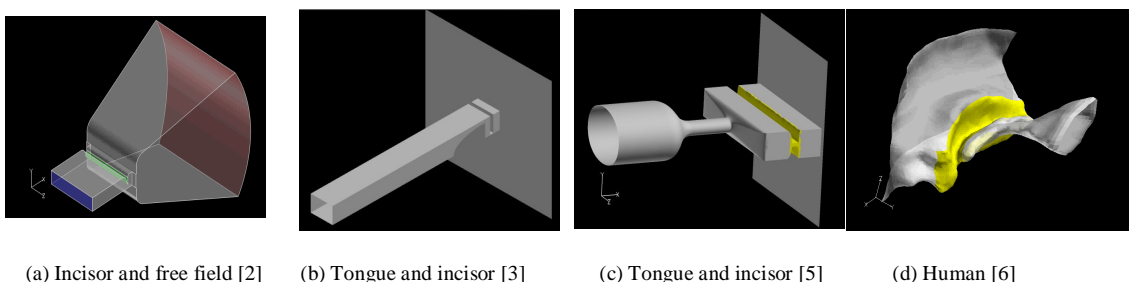 Y
X
Z
Y
X
Z
Z
X
Y
(a) Incisor and free field [2] (b) Tongue and incisor [3] (c) Tongue and incisor [5] (d) Human [6]